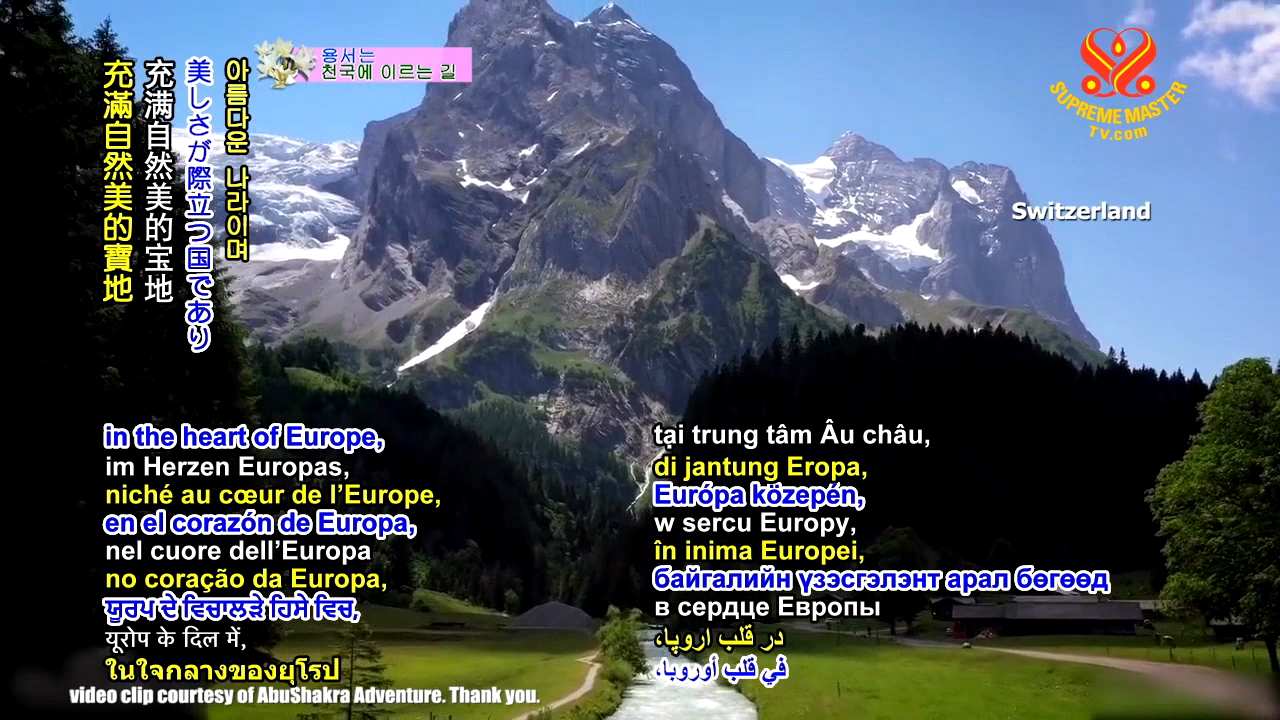 용서는
천국에 이르는 길
SUPREME MASTER
TV.com
Switzerland
아름다운 나라이며
美しさが際立つ国であり
充满自然美的宝地
充滿自然美的寶地
in the heart of Europe,
im Herzen Europas,
niché au cœur de l’Europe,
en el corazón de Europa,
nel cuore dell’Europa
no coração da Europa,
ਯੂਰਪ ਦੇ ਵਿਚਾਲੜੇ ਹਿਸੇ ਵਿਚ,
यूरोप के दिल में,
ในใจกลางของยุโรป
tại trung tâm Âu châu,
di jantung Eropa,
Európa közepén,
w sercu Europy,
în inima Europei,
байгалийн үзэсгэлэнт арал бөгөөд
в сердце Европы
در قلب اروپا،
في قلب أوروبا،
video clip courtesy of AbuShakra Adventure. Thank you.